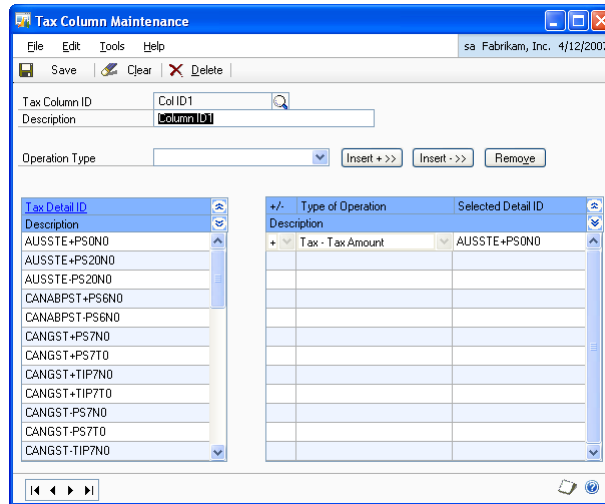 Tax Column Maintenance
File Edit Tools Help sa Fabrikam, Inc. 4/12/2007
Save Clear Delete
Tax Column ID Col ID1
Description Column ID1
Operation Type Insert + >> Insert - >> Remove
Tax Detail ID +/- Type of Operation Selected Detail ID
Description Description
AUSSTE+PS0N0 + Tax - Tax Amount AUSSTE+PS0N0
AUSSTE+PS20N0
AUSSTE-PS20N0
CANABPST+PS6N0
CANABPST-PS6N0
CANGST+PS7N0
CANGST+PS7T0
CANGST+TIP7N0
CANGST+TIP7T0
CANGST-PS7N0
CANGST-PS7T0
CANGST-TIP7N0